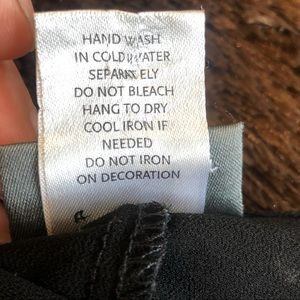 HAND WASH
IN COLD WATER
SEPARATELY
DO NOT BLEACH
HANG TO DRY
COOL IRON IF
NEEDED
DO NOT IRON
ON DECORATION